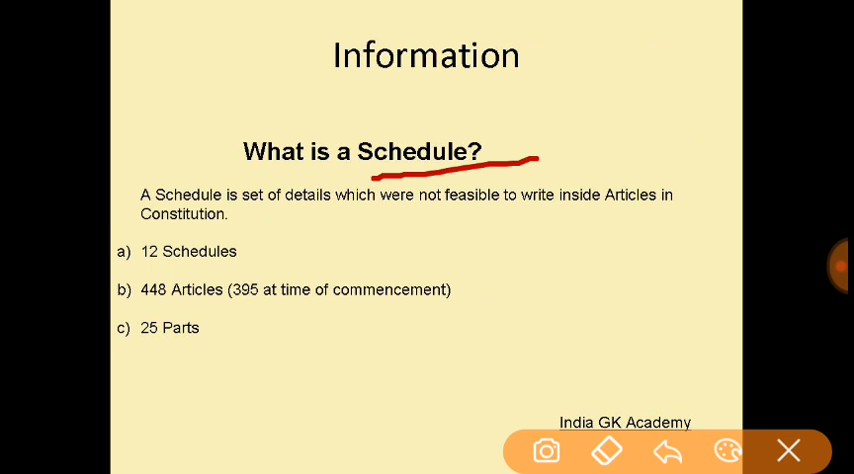 Information
What is a Schedule?
A Schedule is set of details which were not feasible to write inside Articles in
Constitution.
a) 12 Schedules
b) 448 Articles (395 at time of commencement)
c) 25 Parts
India GK Academy